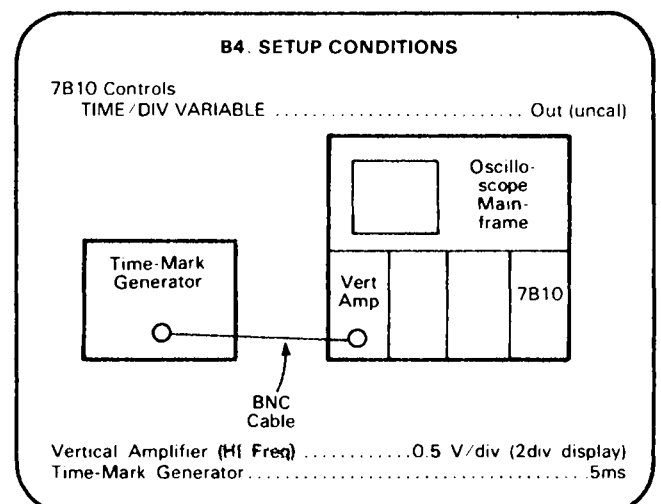 B4. SETUP CONDITIONS
7B10 Controls
TIME/DIV VARIABLE .......................... Out (uncal)
Oscillo-
scope
Main-
frame
Time-Mark
Generator
Vert
Amp
7B10
BNC
Cable
Vertical Amplifier (Hi Freq) ............0.5 V/div (2div display)
Time-Mark Generator.......................................5ms